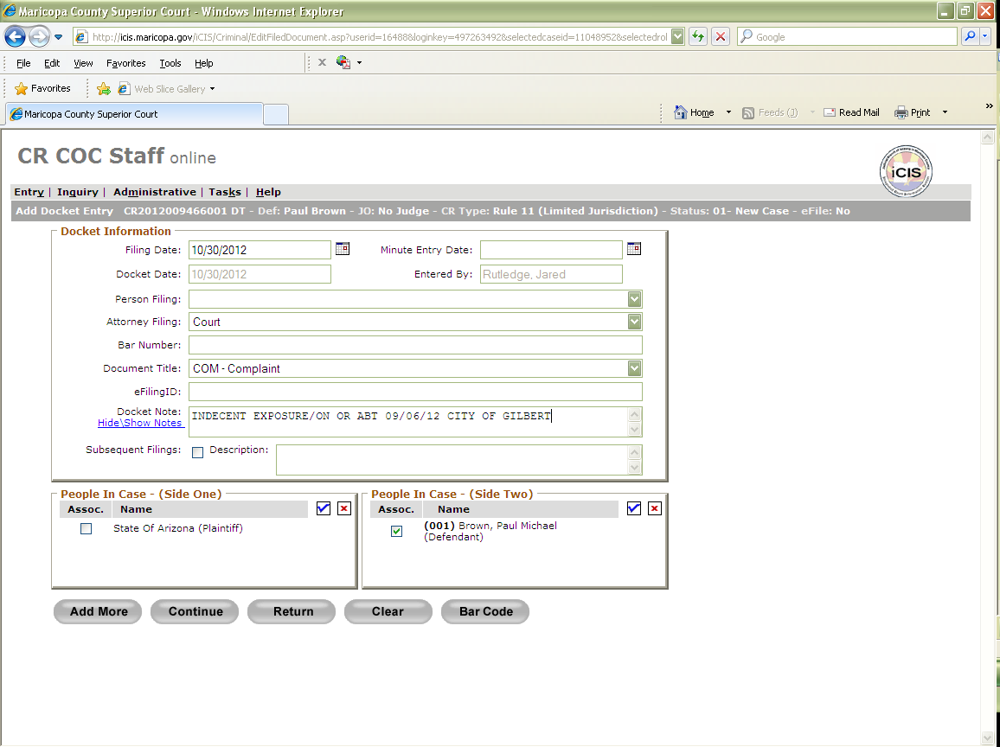 Maricopa County Superior Court - Windows Internet Explorer
http://icis.maricopa.gov/iCIS/Criminal/EditFiledDocument.asp?userid=16488&loginkey=497263492&selectedcaseid=11048952&selectedrol
Google
File Edit View Favorites Tools Help
X
Favorites Web Slice Gallery
Maricopa County Superior Court
Home Feeds (J) Read Mail Print »
CR COC Staff online
iCIS
Entry | Inquiry | Administrative | Tasks | Help
Add Docket Entry CR2012009466001 DT - Def: Paul Brown - JO: No Judge - CR Type: Rule 11 (Limited Jurisdiction) - Status: 01- New Case - eFile: No
Docket Information
Filing Date: 10/30/2012 Minute Entry Date:
Docket Date: 10/30/2012 Entered By: Rutledge, Jared
Person Filing:
Attorney Filing: Court
Bar Number:
Document Title: COM - Complaint
eFilingID:
Docket Note: INDECENT EXPOSURE/ON OR ABT 09/06/12 CITY OF GILBERT
Hide\Show Notes
Subsequent Filings: Description:
People In Case - (Side One) People In Case - (Side Two)
Assoc. Name Assoc. Name
State Of Arizona (Plaintiff) (001) Brown, Paul Michael
(Defendant)
Add More Continue Return Clear Bar Code